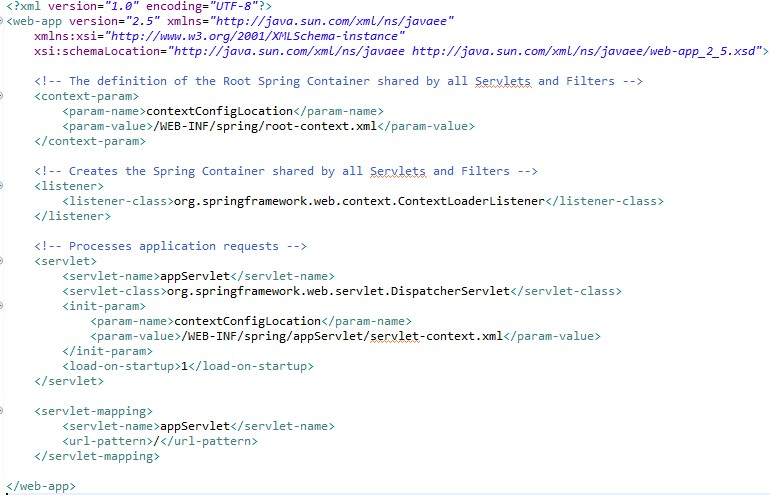 <?xml version="1.0" encoding="UTF-8"?>
<web-app version="2.5" xmlns="http://java.sun.com/xml/ns/javaee"
    xmlns:xsi="http://www.w3.org/2001/XMLSchema-instance"
    xsi:schemaLocation="http://java.sun.com/xml/ns/javaee http://java.sun.com/xml/ns/javaee/web-app_2_5.xsd">

    <!-- The definition of the Root Spring Container shared by all Servlets and Filters -->
    <context-param>
        <param-name>contextConfigLocation</param-name>
        <param-value>/WEB-INF/spring/root-context.xml</param-value>
    </context-param>

    <!-- Creates the Spring Container shared by all Servlets and Filters -->
    <listener>
        <listener-class>org.springframework.web.context.ContextLoaderListener</listener-class>
    </listener>

    <!-- Processes application requests -->
    <servlet>
        <servlet-name>appServlet</servlet-name>
        <servlet-class>org.springframework.web.servlet.DispatcherServlet</servlet-class>
        <init-param>
            <param-name>contextConfigLocation</param-name>
            <param-value>/WEB-INF/spring/appServlet/servlet-context.xml</param-value>
        </init-param>
        <load-on-startup>1</load-on-startup>
    </servlet>

    <servlet-mapping>
        <servlet-name>appServlet</servlet-name>
        <url-pattern>/</url-pattern>
    </servlet-mapping>

</web-app>